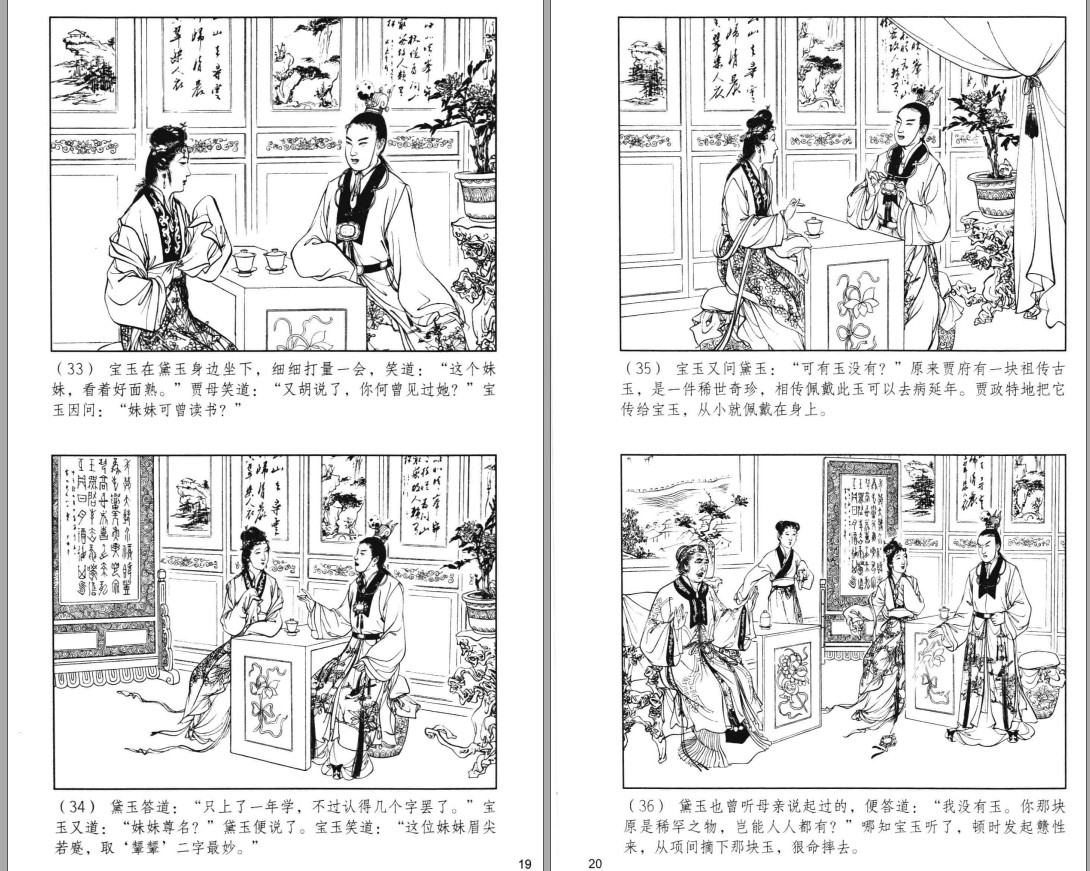 （33） 宝玉在黛玉身边坐下，细细打量一会，笑道：“这个妹
妹，看着好面熟。”贾母笑道：“又胡说了，你何曾见过她？”宝
玉因问：“妹妹可曾读书？”
（34） 黛玉答道：“只上了一年学，不过认得几个字罢了。”宝
玉又道：“妹妹尊名？”黛玉便说了。宝玉笑道：“这位妹妹眉尖
若蹙，取‘颦颦’二字最妙。”
19
（35） 宝玉又问黛玉：“可有玉没有？”原来贾府有一块祖传古
玉，是一件稀世奇珍，相传佩戴此玉可以去病延年。贾政特地把它
传给宝玉，从小就佩戴在身上。
（36） 黛玉也曾听母亲说起过的，便答道：“我没有玉。你那块
原是稀罕之物，岂能人人都有？”哪知宝玉听了，顿时发起戆性
来，从项间摘下那块玉，狠命摔去。
20